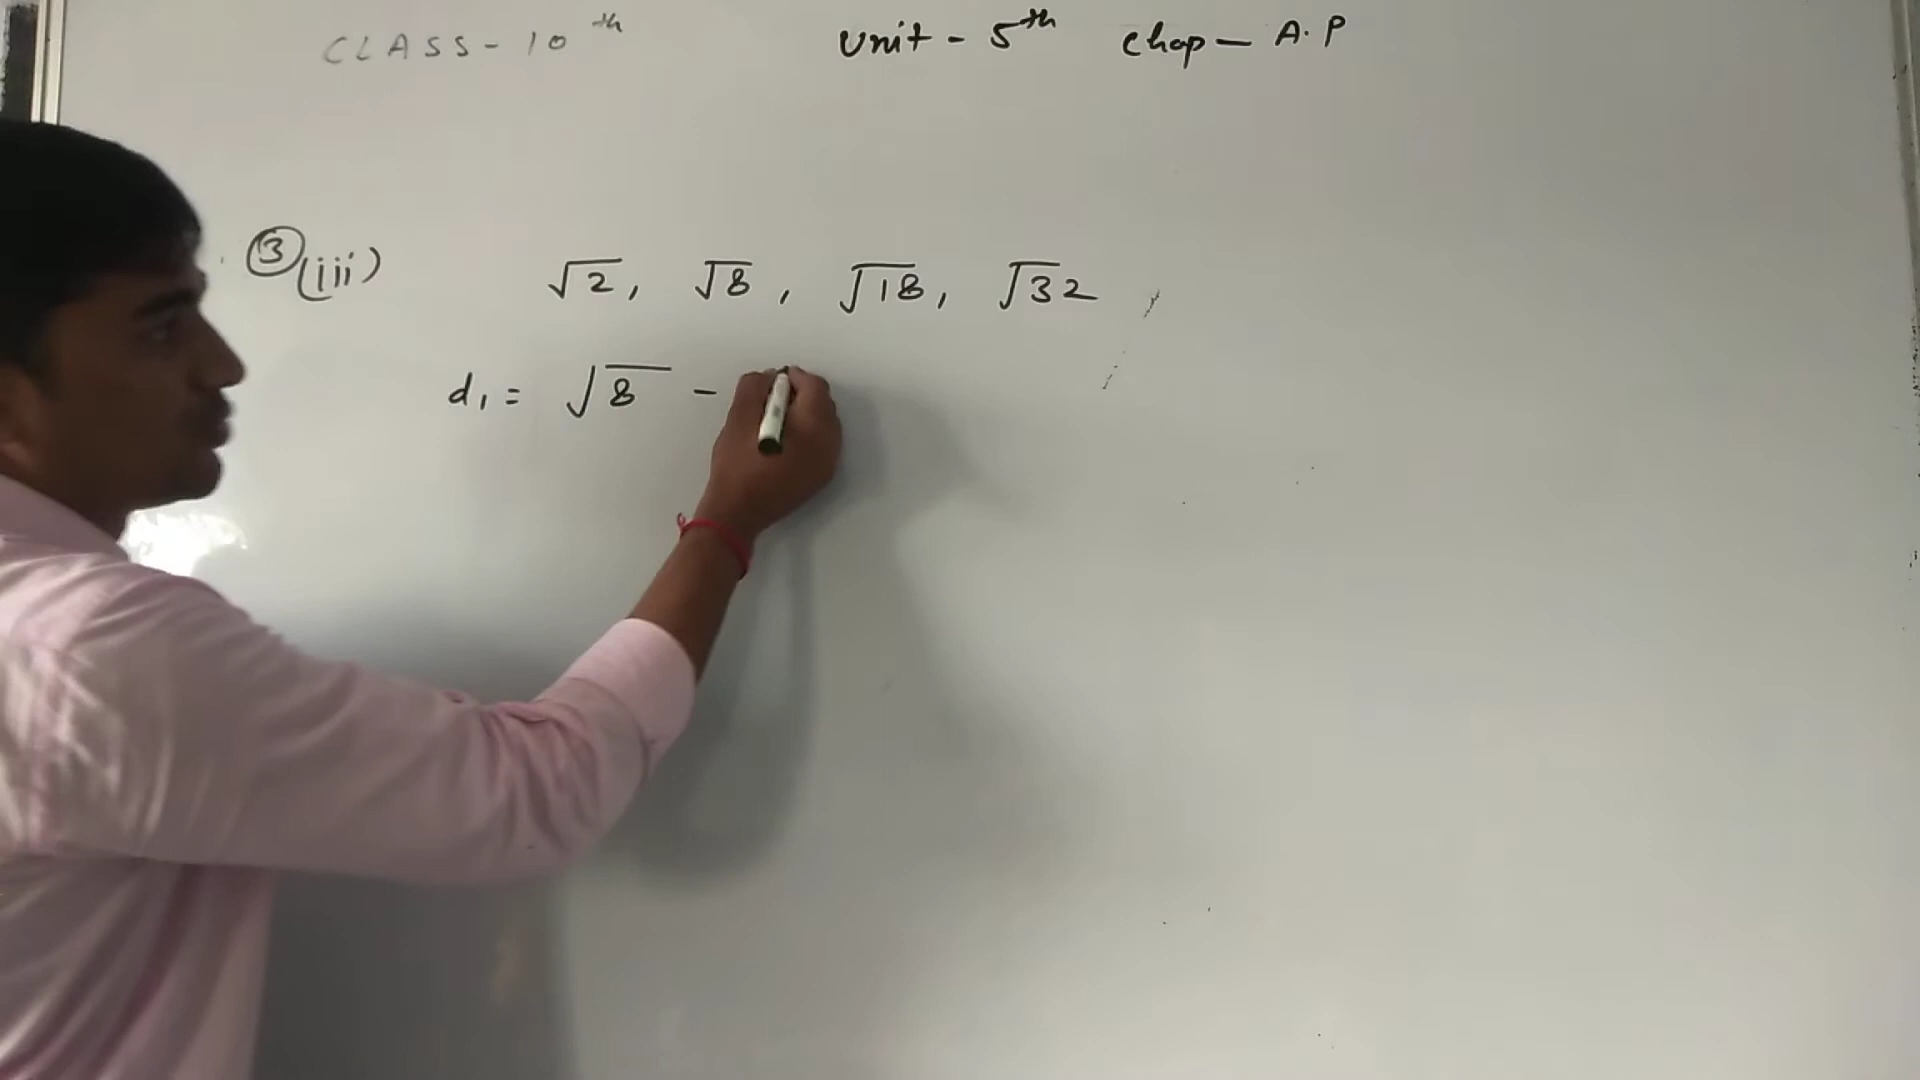 CLASS - 10th Unit - 5th Chap - A.P
③(iii) √2, √8, √18, √32
d₁ = √8 -